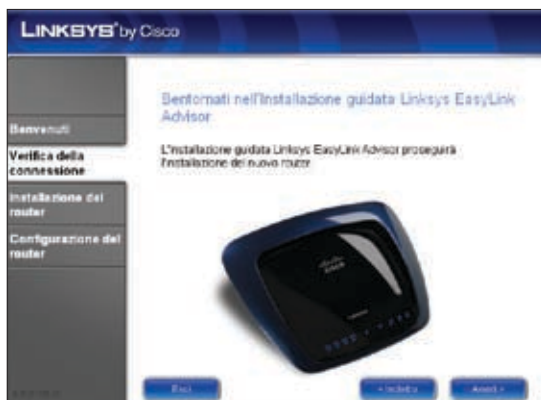 LINKSYS® by Cisco
Bentornati nell'Installazione guidata Linksys EasyLink
Advisor
Benvenuti
Verifica della
connessione
Installazione del
router
Configurazione del
router
L'Installazione guidata Linksys EasyLink Advisor proseguirà
l'installazione del nuovo router
CISCO
Esci
< Indietro
Avanti >